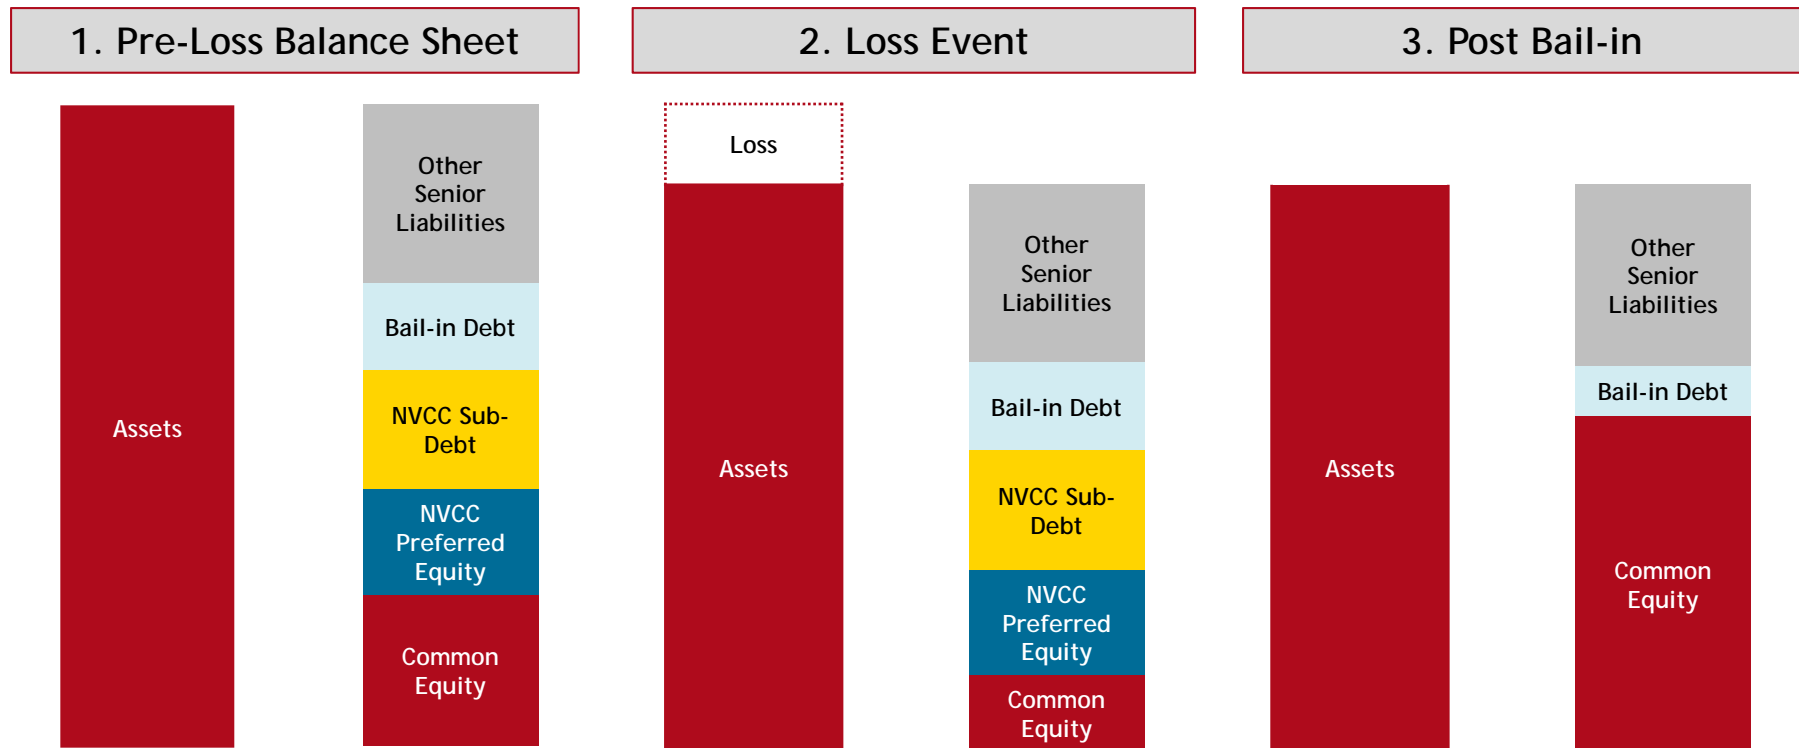 1. Pre-Loss Balance Sheet
Assets
Other
Senior
Liabilities
Bail-in Debt
NVCC Sub-
Debt
NVCC
Preferred
Equity
Common
Equity
2. Loss Event
Loss
Assets
Other
Senior
Liabilities
Bail-in Debt
NVCC Sub-
Debt
NVCC
Preferred
Equity
Common
Equity
3. Post Bail-in
Assets
Other
Senior
Liabilities
Bail-in Debt
Common
Equity